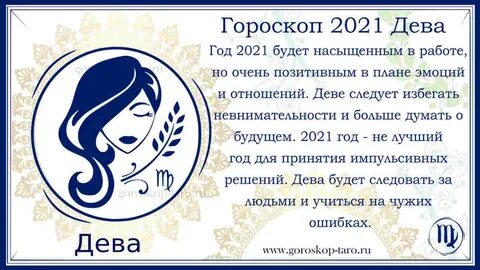 Гороскоп 2021 Дева
Год 2021 будет насыщенным в работе,
но очень позитивным в плане эмоций
и отношений. Деве следует избегать
невнимательности и больше думать о
будущем. 2021 год - не лучший
год для принятия импульсивных
решений. Дева будет следовать за
людьми и учиться на чужих
ошибках.
www.goroskop-taro.ru
Дева